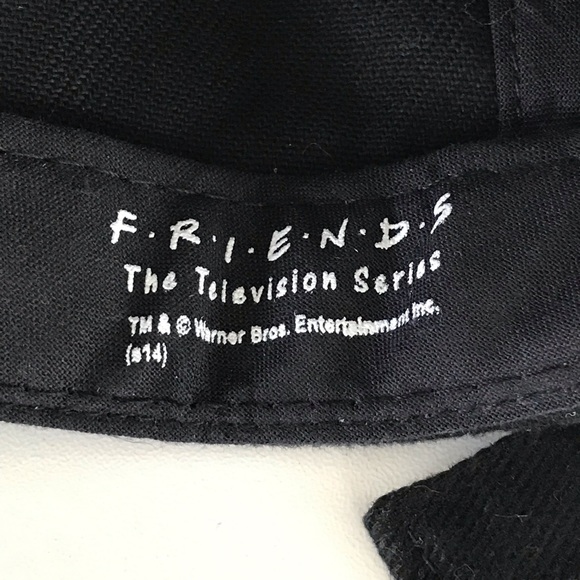 F·R·I·E·N·D·S
The Television Series
TM & © Warner Bros. Entertainment Inc.
(s14)